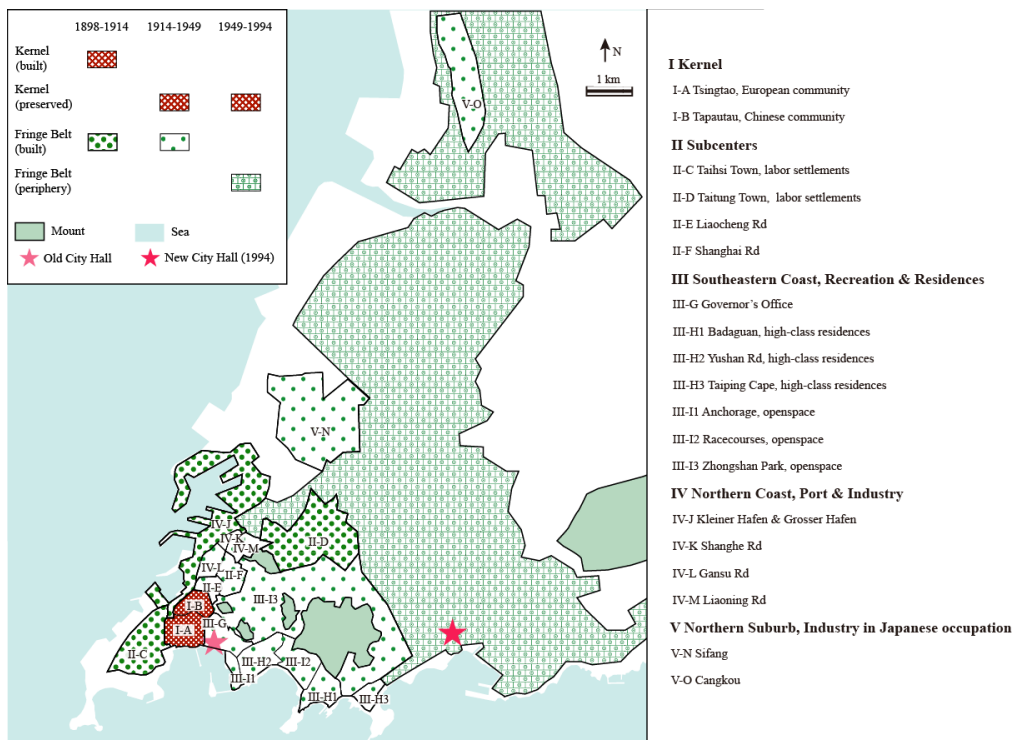 1898-1914 1914-1949 1949-1994
Kernel
(built)
Kernel
(preserved)
Fringe Belt
(built)
Fringe Belt
(periphery)
Mount Sea
Old City Hall New City Hall (1994)
N
1 km
V-O
V-N
IV-J
IV-K
IV-M
II-D
IV-L
II-F
II-E
III-I3
I-B
I-A
III-G
II-C
III-H2
III-I2
III-I1
III-H1
III-H3
I Kernel
I-A Tsingtao, European community
I-B Tapautau, Chinese community
II Subcenters
II-C Taihsi Town, labor settlements
II-D Taitung Town, labor settlements
II-E Liaocheng Rd
II-F Shanghai Rd
III Southeastern Coast, Recreation & Residences
III-G Governor's Office
III-H1 Badaguan, high-class residences
III-H2 Yushan Rd, high-class residences
III-H3 Taiping Cape, high-class residences
III-I1 Anchorage, openspace
III-I2 Racecourses, openspace
III-I3 Zhongshan Park, openspace
IV Northern Coast, Port & Industry
IV-J Kleiner Hafen & Grosser Hafen
IV-K Shanghe Rd
IV-L Gansu Rd
IV-M Liaoning Rd
V Northern Suburb, Industry in Japanese occupation
V-N Sifang
V-O Cangkou